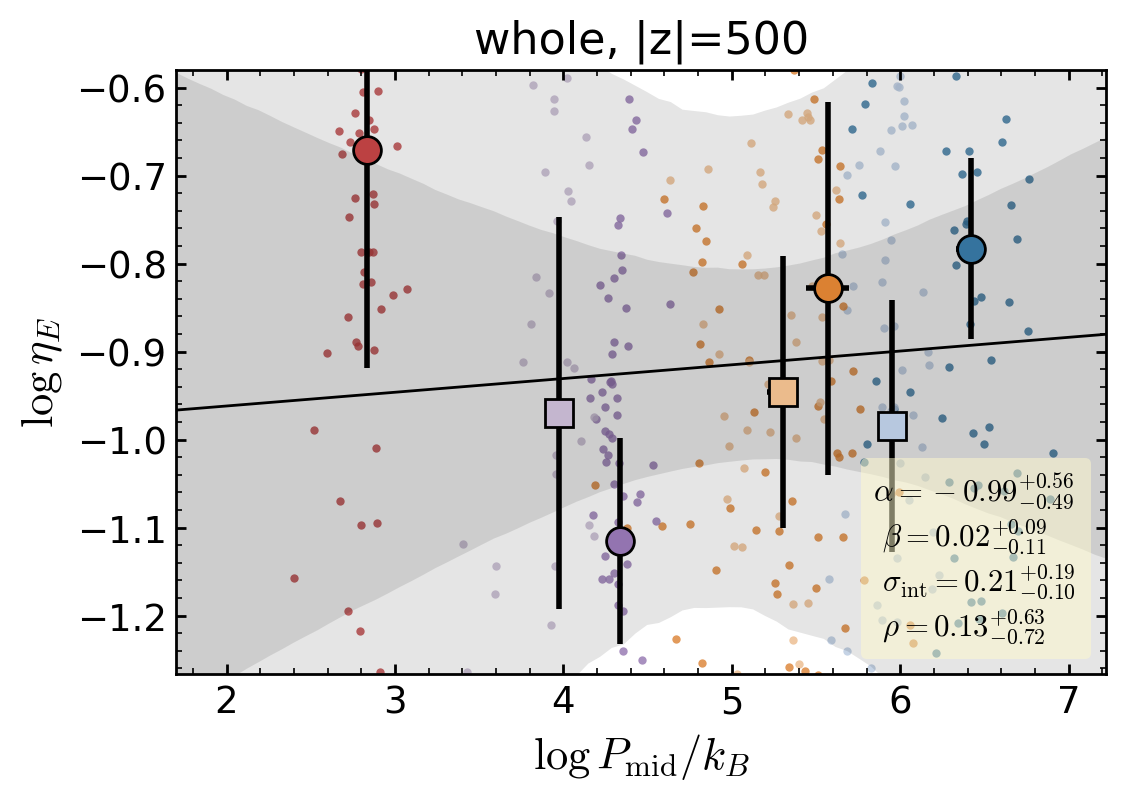 whole, |z|=500
−0.6
−0.7
−0.8
−0.9
−1.0
−1.1
−1.2
log η_E
α = − 0.99^{+0.56}_{−0.49}
β = 0.02^{+0.09}_{−0.11}
σ_int = 0.21^{+0.19}_{−0.10}
ρ = 0.13^{+0.63}_{−0.72}
2 3 4 5 6 7
log P_mid/k_B